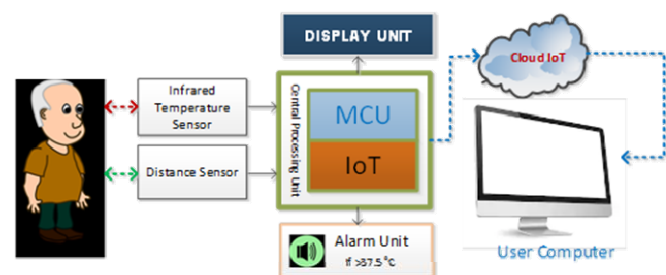 DISPLAY UNIT
Cloud IoT
Infrared
Temperature
Sensor
Central Processing Unit
MCU
IoT
Distance Sensor
Alarm Unit
If >37.5 °C
User Computer